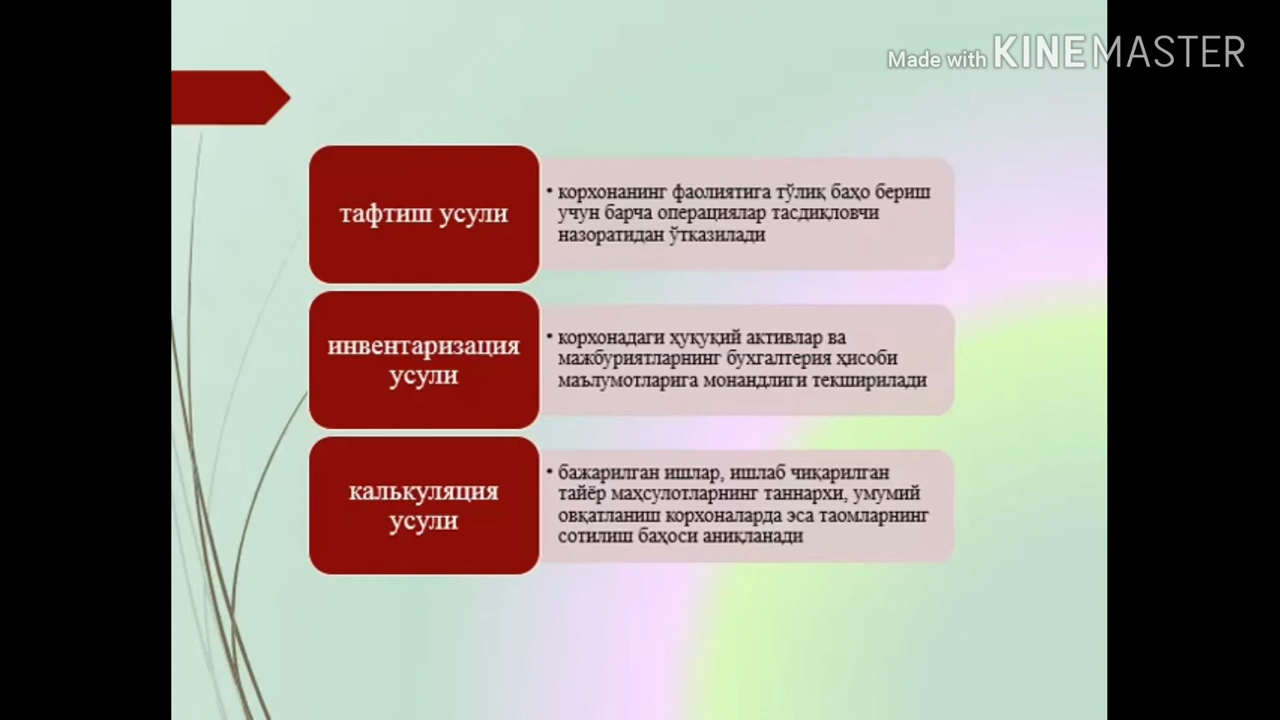 Made with KINEMASTER
тафтиш усули
• корхонанинг фаолиятига тўлиқ баҳо бериш
учун барча операциялар тасдиқловчи
назоратидан ўтказилади
инвентаризация
усули
• корхонадаги ҳуқуқий активлар ва
мажбуриятларнинг бухгалтерия ҳисоби
маълумотларига монандлиги текширилади
калькуляция
усули
• бажарилган ишлар, ишлаб чиқарилган
тайёр маҳсулотларнинг таннархи, умумий
овқатланиш корхоналарда эса таомларнинг
сотилиш баҳоси аниқланади